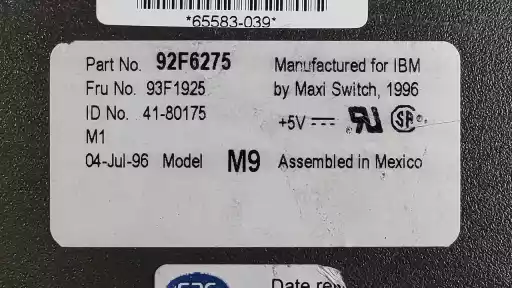 *65583-039*
Part No. 92F6275 Manufactured for IBM
Fru No. 93F1925 by Maxi Switch, 1996
ID No. 41-80175 +5V
M1
04-Jul-96 Model M9 Assembled in Mexico
Date